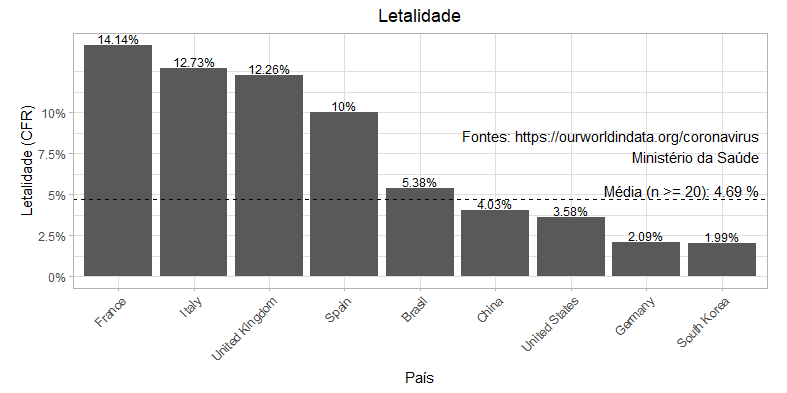 Letalidade
14.14%
12.73%
12.26%
10%
5.38%
4.03%
3.58%
2.09%
1.99%
Fontes: https://ourworldindata.org/coronavirus
Ministério da Saúde
Média (n >= 20): 4.69 %
Letalidade (CFR)
10%
7.5%
5%
2.5%
0%
France
Italy
United Kingdom
Spain
Brasil
China
United States
Germany
South Korea
País